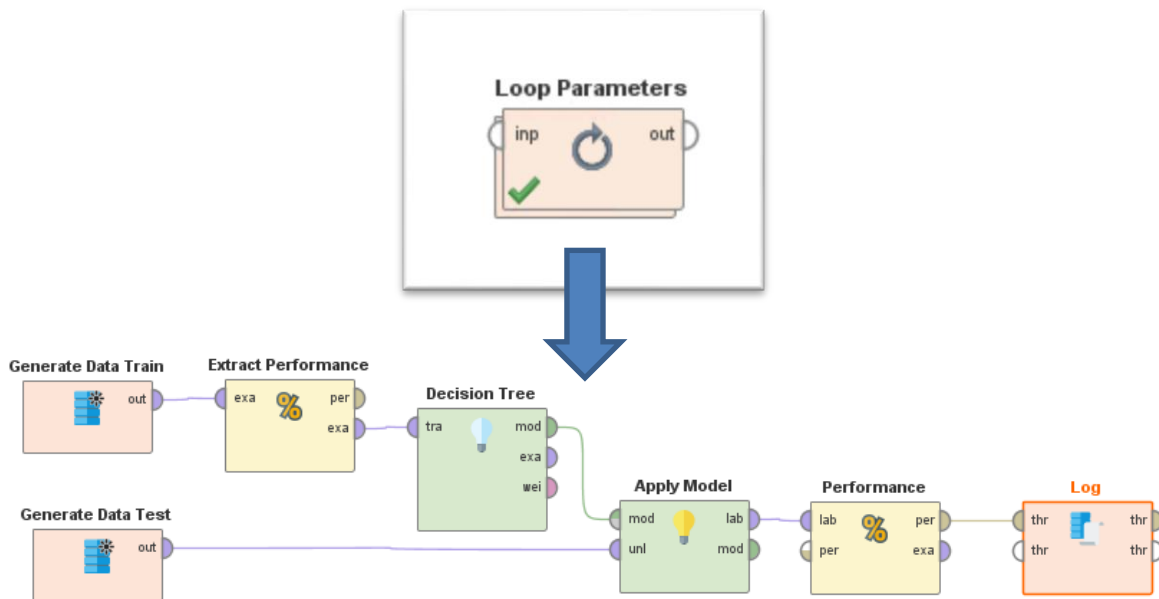 Loop Parameters
inp out
Generate Data Train
out
Extract Performance
exa per
exa
Decision Tree
tra mod
exa
wei
Generate Data Test
out
Apply Model
mod lab
unl mod
Performance
% 
lab per
per exa
Log
thr thr
thr thr